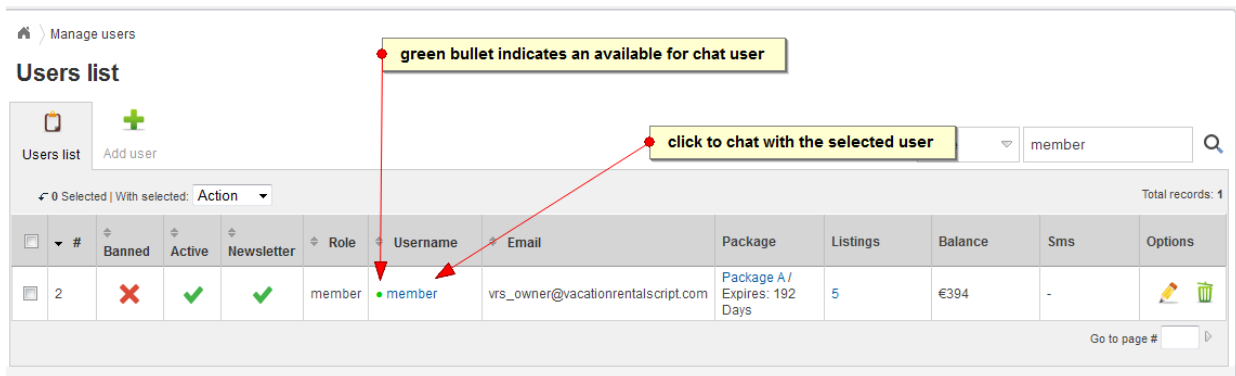 Manage users
green bullet indicates an available for chat user
Users list
click to chat with the selected user
member
Users list
Add user
0 Selected | With selected: Action
Total records: 1
# Banned Active Newsletter Role Username Email Package Listings Balance Sms Options
2 member member vrs_owner@vacationrentalscript.com Package A / 5 €394 -
Expires: 192
Days
Go to page #